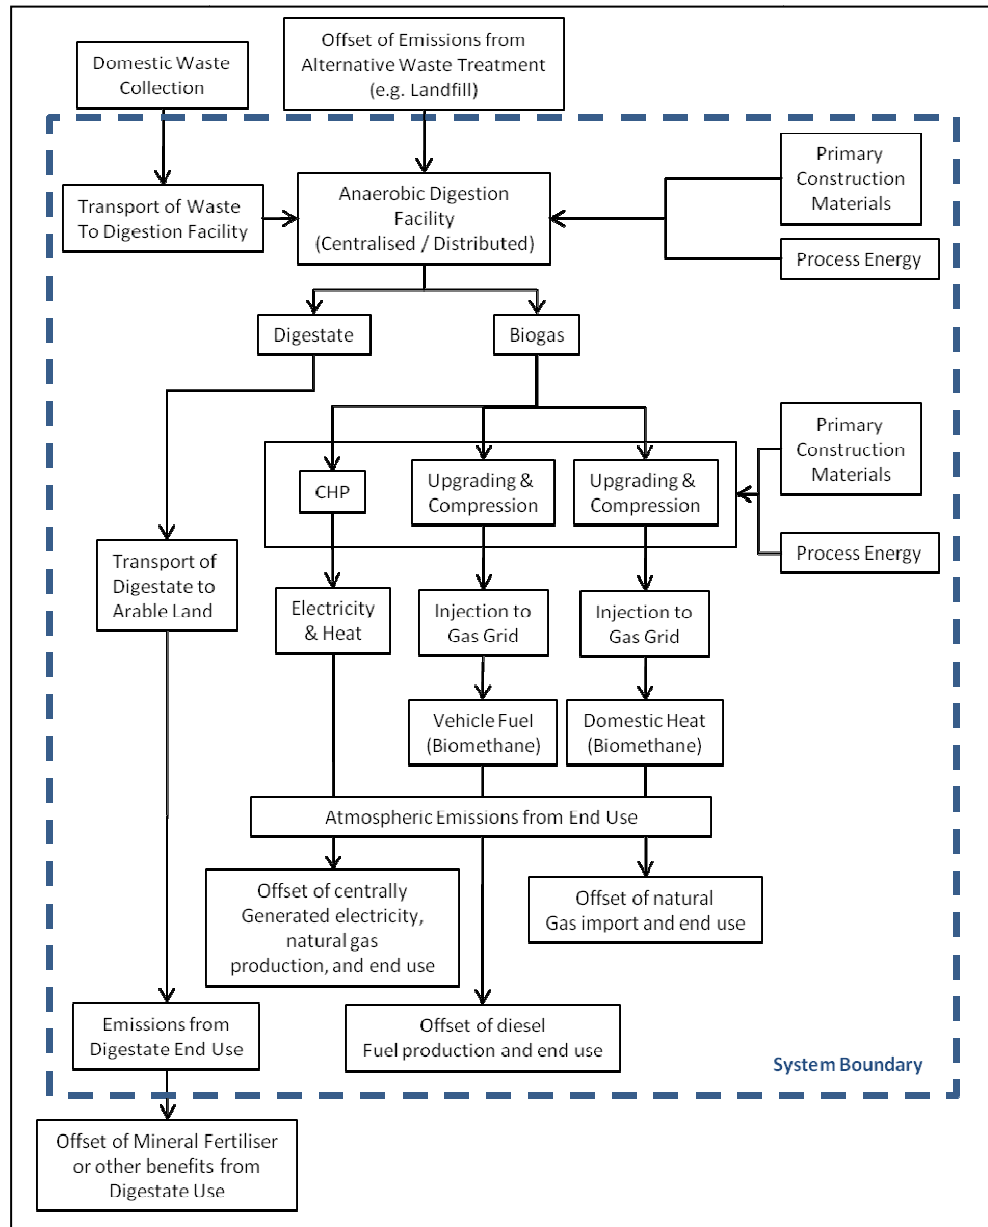 Domestic Waste
Collection
Offset of Emissions from
Alternative Waste Treatment
(e.g. Landfill)
Primary
Construction
Materials
Transport of Waste
To Digestion Facility
Anaerobic Digestion
Facility
(Centralised / Distributed)
Process Energy
Digestate
Biogas
Primary
Construction
Materials
CHP
Upgrading &
Compression
Upgrading &
Compression
Process Energy
Transport of
Digestate to
Arable Land
Electricity
& Heat
Injection to
Gas Grid
Injection to
Gas Grid
Vehicle Fuel
(Biomethane)
Domestic Heat
(Biomethane)
Atmospheric Emissions from End Use
Offset of centrally
Generated electricity,
natural gas
production, and end use
Offset of natural
Gas import and end use
Emissions from
Digestate End Use
Offset of diesel
Fuel production and end use
System Boundary
Offset of Mineral Fertiliser
or other benefits from
Digestate Use